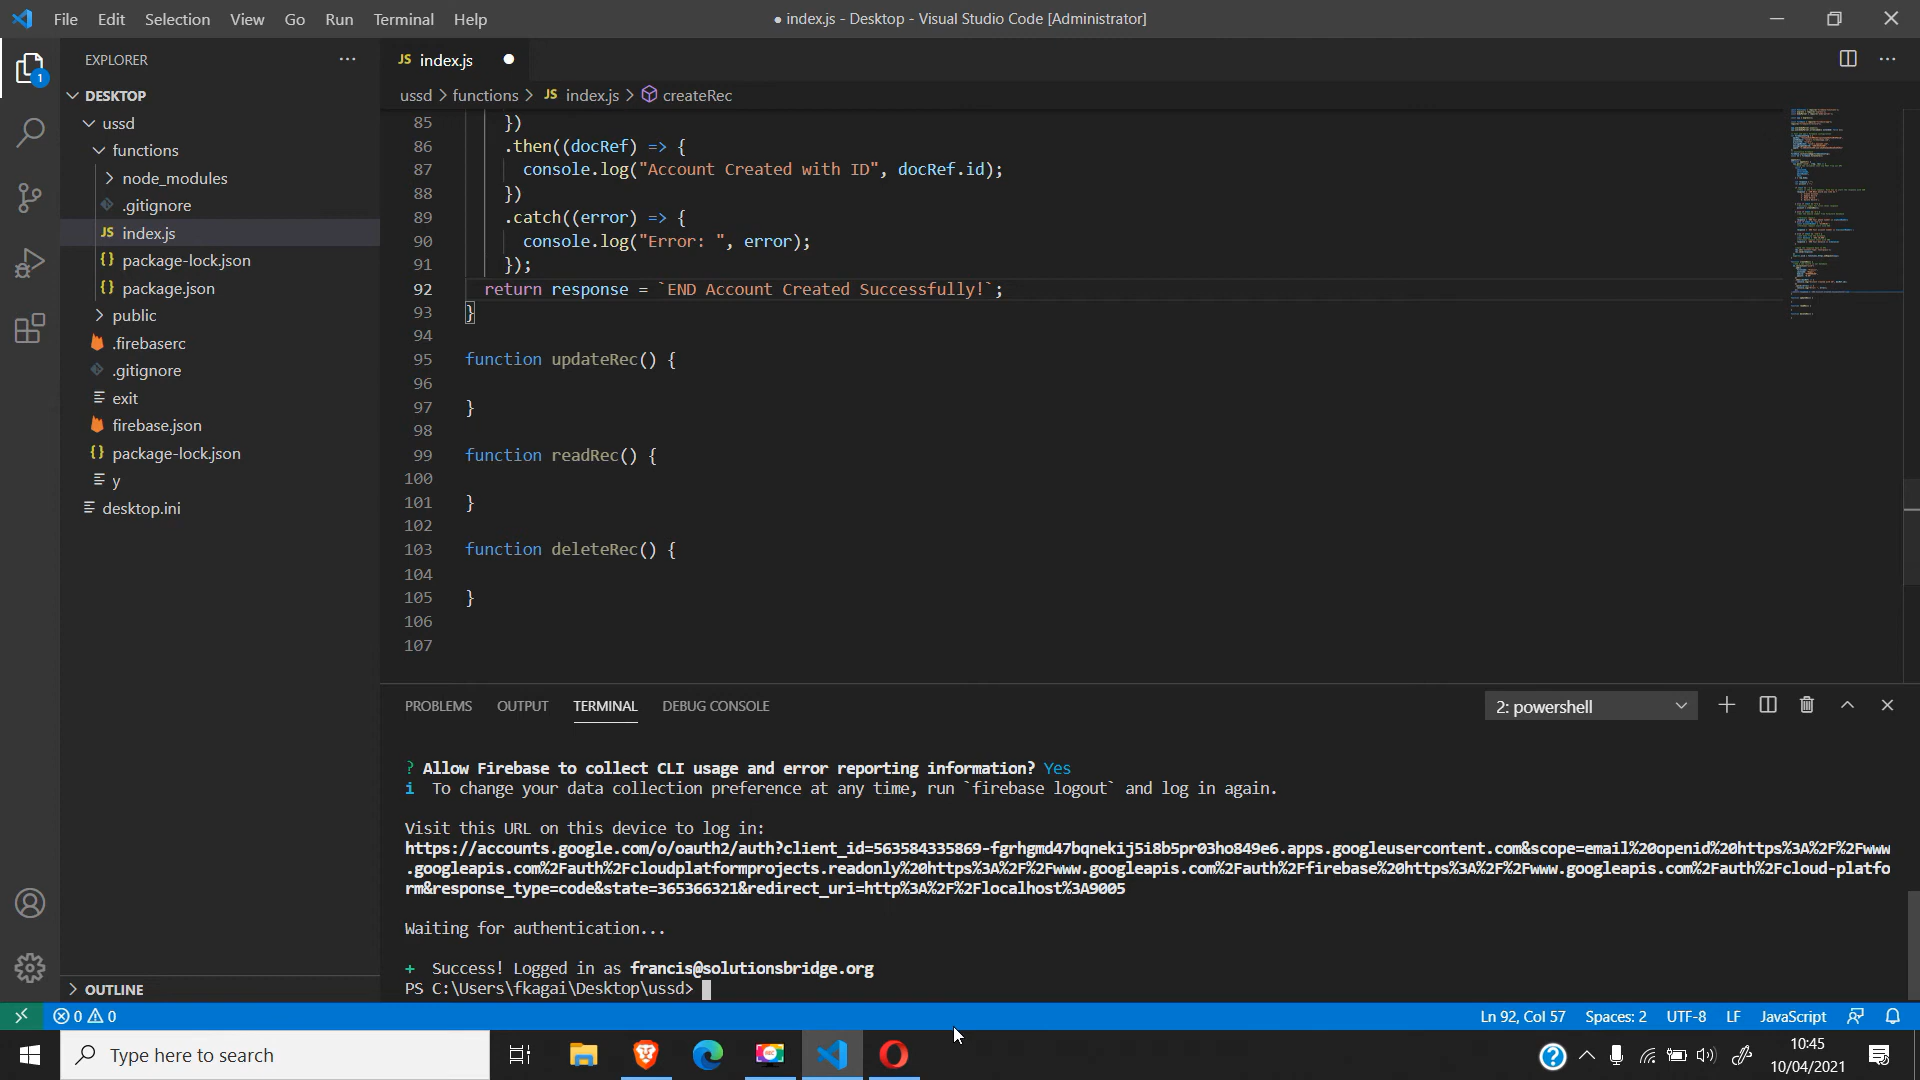 File Edit Selection View Go Run Terminal Help
● index.js - Desktop - Visual Studio Code [Administrator]
EXPLORER
JS index.js
1
DESKTOP
ussd > functions > JS index.js > createRec
ussd
functions
node_modules
.gitignore
JS index.js
{} package-lock.json
{} package.json
public
.firebaserc
.gitignore
exit
firebase.json
{} package-lock.json
y
desktop.ini
OUTLINE
85 })
86 .then((docRef) => {
87 console.log("Account Created with ID", docRef.id);
88 })
89 .catch((error) => {
90 console.log("Error: ", error);
91 });
92 return response = `END Account Created Successfully!`;
93 }
94
95 function updateRec() {
96
97 }
98
99 function readRec() {
100
101 }
102
103 function deleteRec() {
104
105 }
106
107
PROBLEMS OUTPUT TERMINAL DEBUG CONSOLE
2: powershell
? Allow Firebase to collect CLI usage and error reporting information? Yes
i To change your data collection preference at any time, run `firebase logout` and log in again.
Visit this URL on this device to log in:
https://accounts.google.com/o/oauth2/auth?client_id=563584335869-fgrhgmd47bqnekij5i8b5pr03ho849e6.apps.googleusercontent.com&scope=email%20openid%20https%3A%2F%2Fwww
.googleapis.com%2Fauth%2Fcloudplatformprojects.readonly%20https%3A%2F%2Fwww.googleapis.com%2Fauth%2Ffirebase%20https%3A%2F%2Fwww.googleapis.com%2Fauth%2Fcloud-platfo
rm&response_type=code&state=365366321&redirect_uri=http%3A%2F%2Flocalhost%3A9005
Waiting for authentication...
+ Success! Logged in as francis@solutionsbridge.org
PS C:\Users\fkagai\Desktop\ussd>
0 0
Ln 92, Col 57 Spaces: 2 UTF-8 LF JavaScript
Type here to search
10:45
10/04/2021